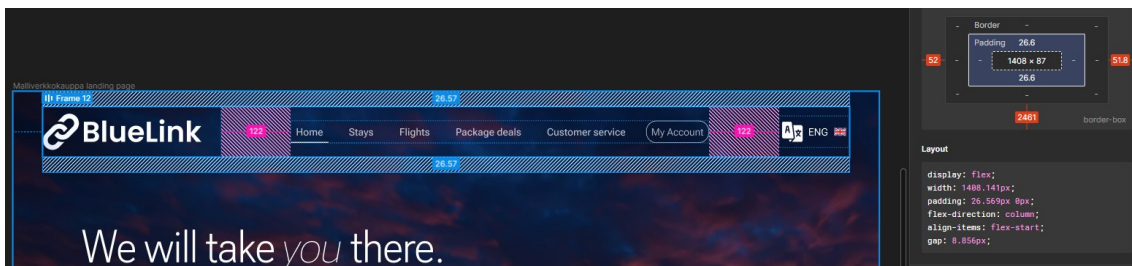 Malliverkkokauppa landing page
Frame 12
26.57
BlueLink
122
Home
Stays
Flights
Package deals
Customer service
My Account
122
A
ENG
26.57
We will take you there.
Border
-
-
-
Padding
26.6
52
-
-
1408 × 87
-
-
51.8
26.6
-
-
-
2461
border-box
Layout
display: flex;
width: 1408.141px;
padding: 26.569px 0px;
flex-direction: column;
align-items: flex-start;
gap: 8.856px;